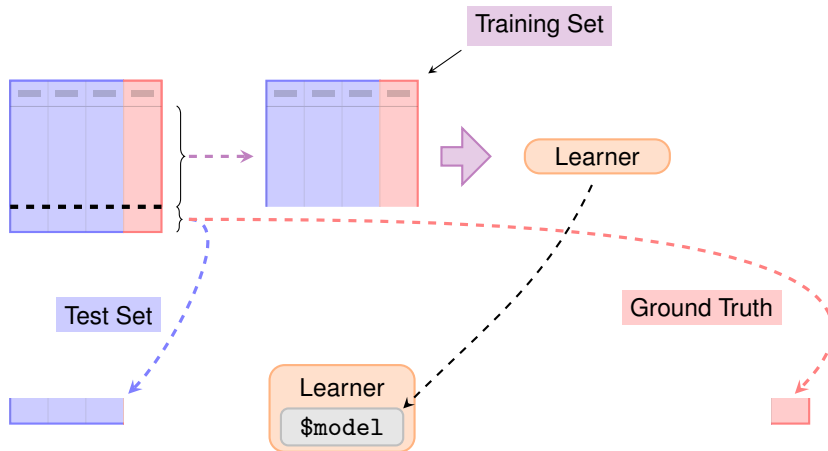 Training Set
Learner
Test Set
Ground Truth
Learner
$model